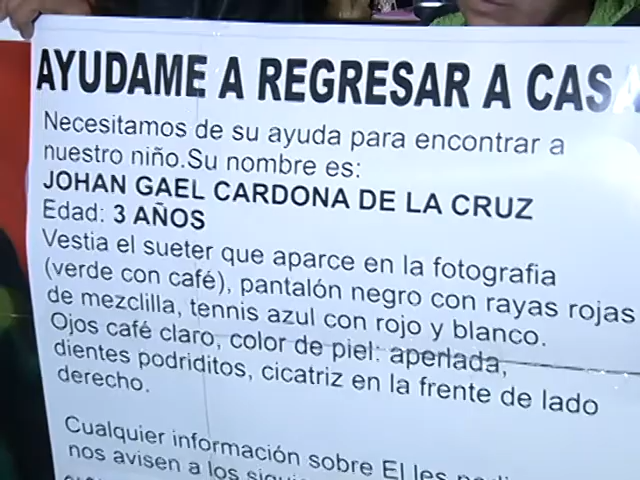 AYUDAME A REGRESAR A CASA
Necesitamos de su ayuda para encontrar a
nuestro niño.Su nombre es:
JOHAN GAEL CARDONA DE LA CRUZ
Edad: 3 AÑOS
Vestia el sueter que aparce en la fotografia
(verde con café), pantalón negro con rayas rojas
de mezclilla, tennis azul con rojo y blanco.
Ojos café claro, color de piel: aperlada,
dientes podriditos, cicatriz en la frente de lado
derecho.
Cualquier información sobre El les
nos avisen a los